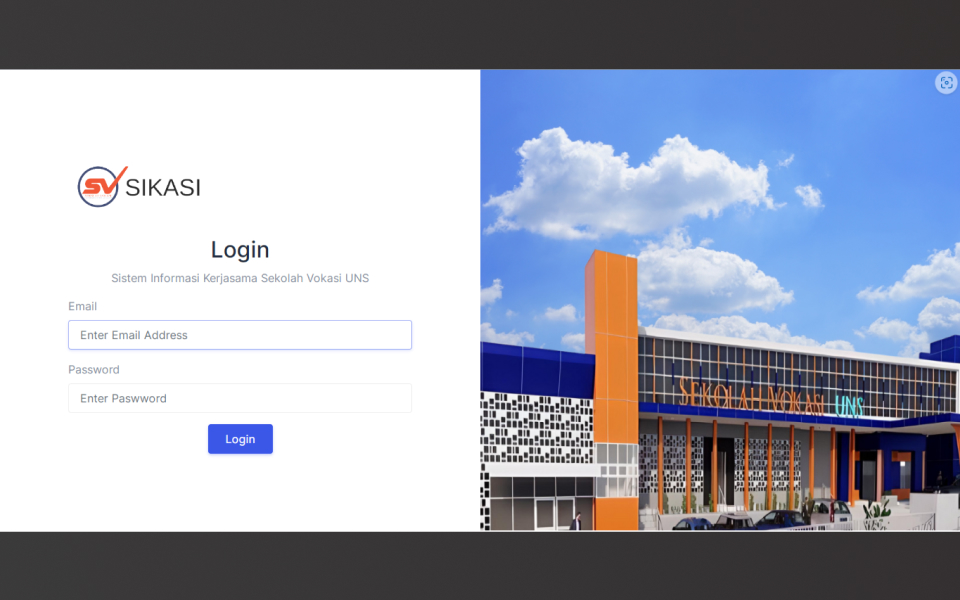 SV SIKASI
Login
Sistem Informasi Kerjasama Sekolah Vokasi UNS
Email
Enter Email Address
Password
Enter Paswword
Login
SEKOLAH VOKASI UNS